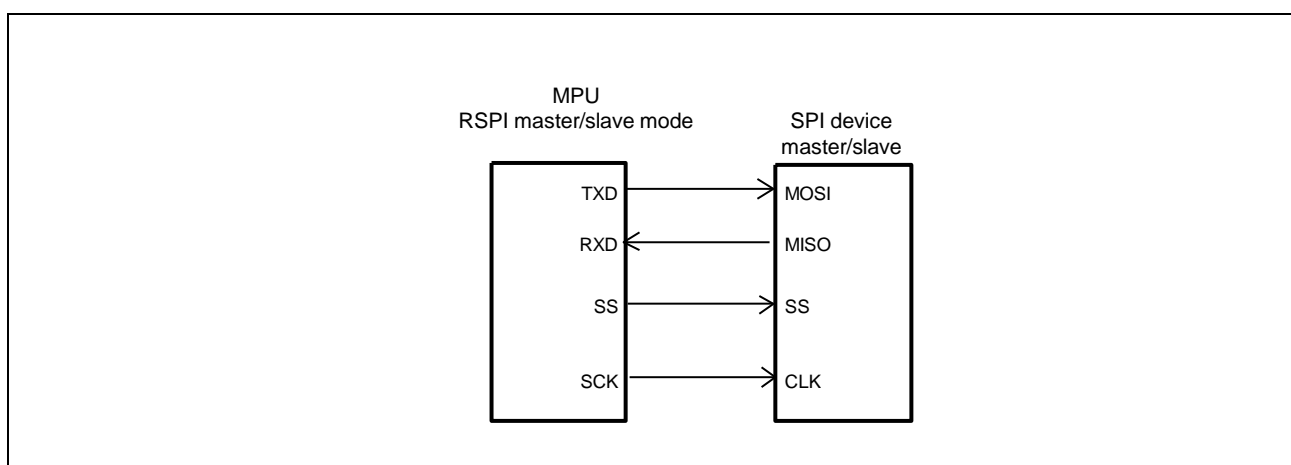 MPU
RSPI master/slave mode
SPI device
master/slave
TXD
MOSI
RXD
MISO
SS
SS
SCK
CLK